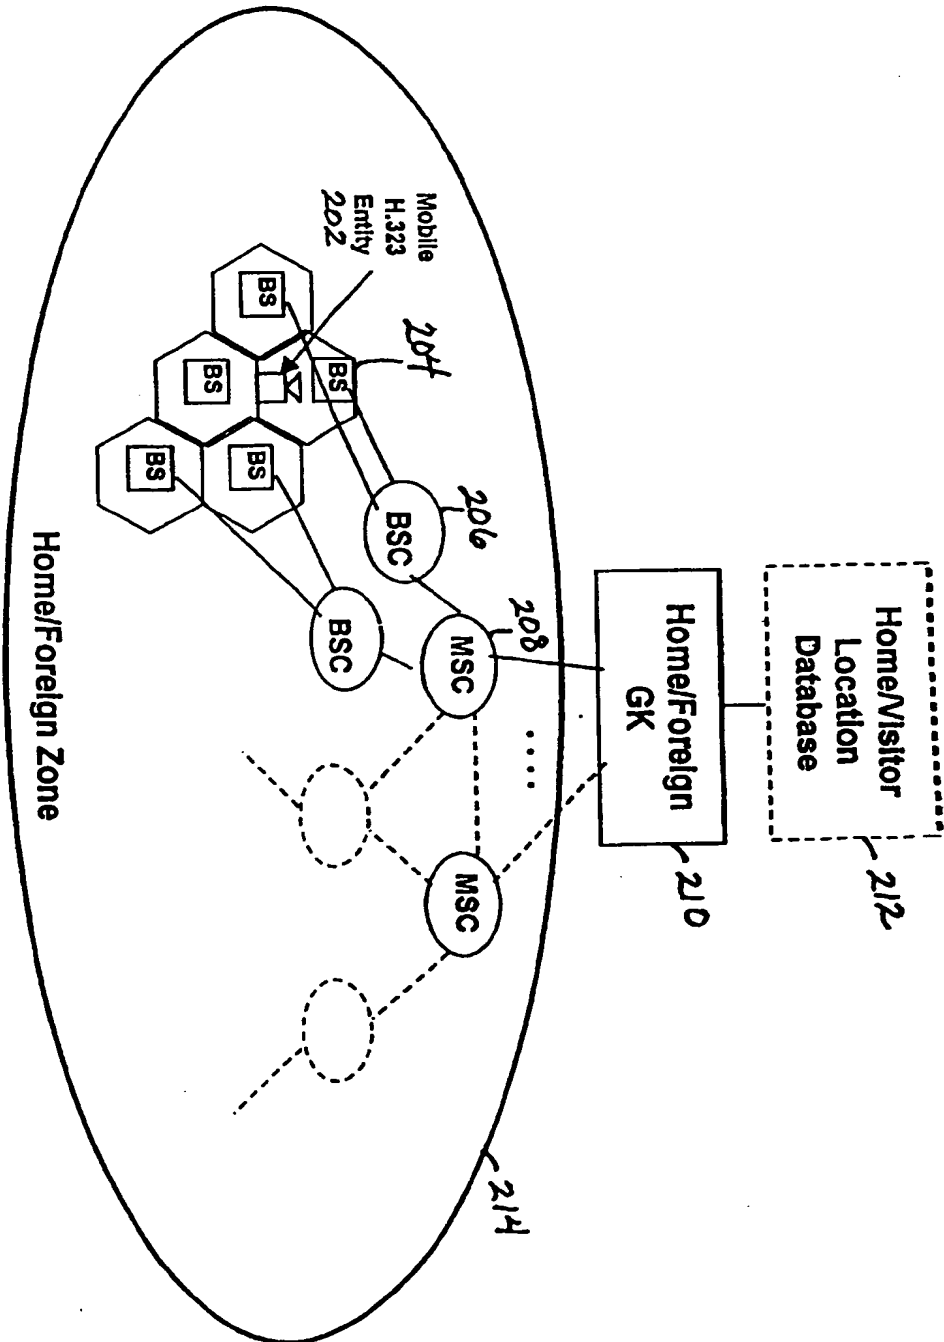 Home/Visitor
Location
Database
212
Home/Foreign
GK
210
214
208
MSC
MSC
206
BSC
BSC
204
Mobile
H.323
Entity
202
BS
BS
BS
BS
BS
....
Home/Foreign Zone